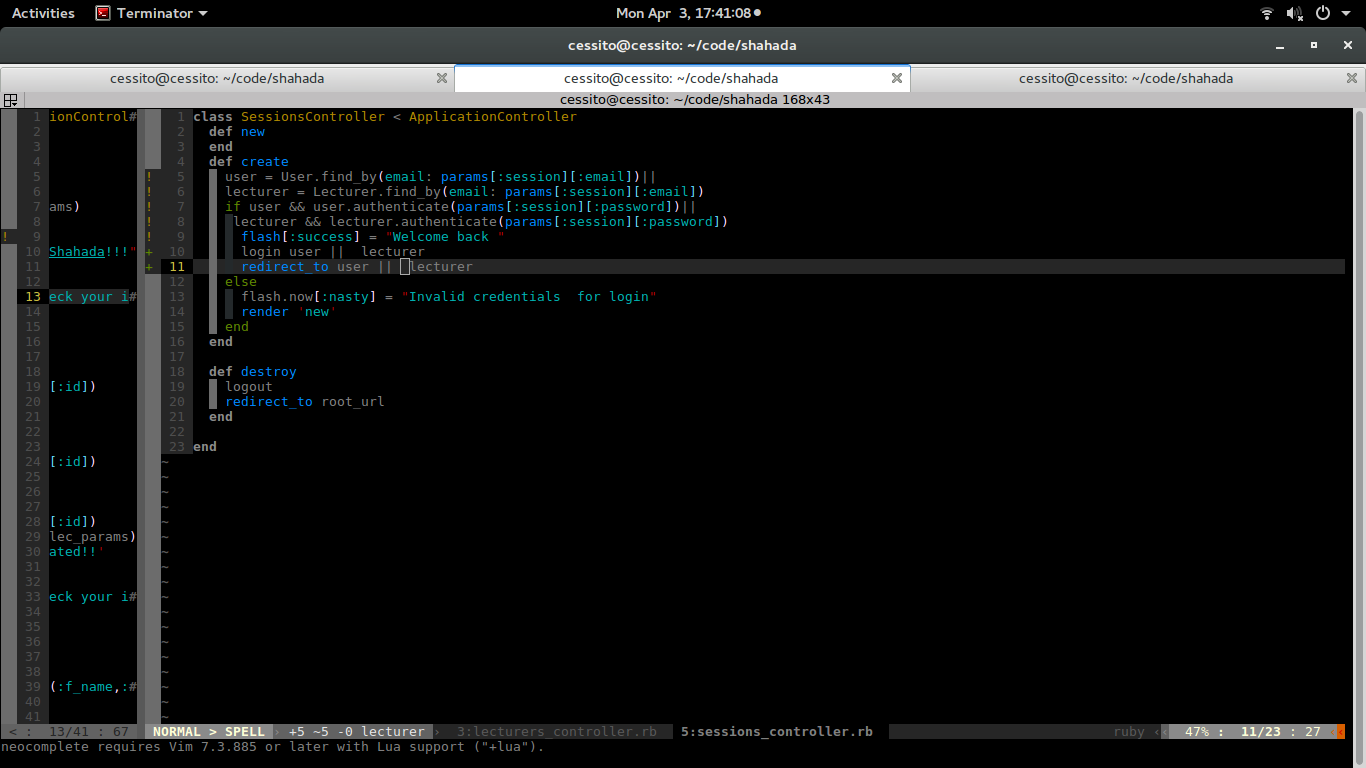 Activities Terminator Mon Apr 3, 17:41:08
cessito@cessito: ~/code/shahada
cessito@cessito: ~/code/shahada cessito@cessito: ~/code/shahada cessito@cessito: ~/code/shahada
cessito@cessito: ~/code/shahada 168x43
1 ionControl# 1 class SessionsController < ApplicationController
2 2 def new
3 3 end
4 4 def create
5 ! 5 user = User.find_by(email: params[:session][:email])||
6 ! 6 lecturer = Lecturer.find_by(email: params[:session][:email])
7 ams) ! 7 if user && user.authenticate(params[:session][:password])||
8 ! 8 lecturer && lecturer.authenticate(params[:session][:password])
! 9 ! 9 flash[:success] = "Welcome back "
10 Shahada!!!" + 10 login user || lecturer
11 + 11 redirect_to user || lecturer
12 12 else
13 eck your i# 13 flash.now[:nasty] = "Invalid credentials for login"
14 14 render 'new'
15 15 end
16 16 end
17 17
18 18 def destroy
19 [:id]) 19 logout
20 20 redirect_to root_url
21 21 end
22 22
23 23 end
24 [:id]) ~
25 ~
26 ~
27 ~
28 [:id]) ~
29 lec_params) ~
30 ated!!' ~
31 ~
32 ~
33 eck your i# ~
34 ~
35 ~
36 ~
37 ~
38 ~
39 (:f_name,:# ~
40 ~
41 ~
< : 13/41 : 67 NORMAL > SPELL › +5 ~5 -0 lecturer › 3:lecturers_controller.rb 5:sessions_controller.rb ruby ‹‹ 47% : 11/23 : 27 ‹‹
neocomplete requires Vim 7.3.885 or later with Lua support ("+lua").